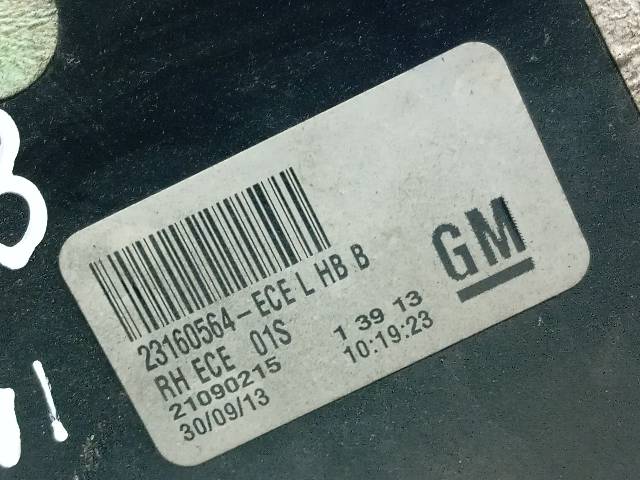 23160564-ECE L HB B
RH ECE 01S
21090215 1 39 13
30/09/13 10:19:23
GM